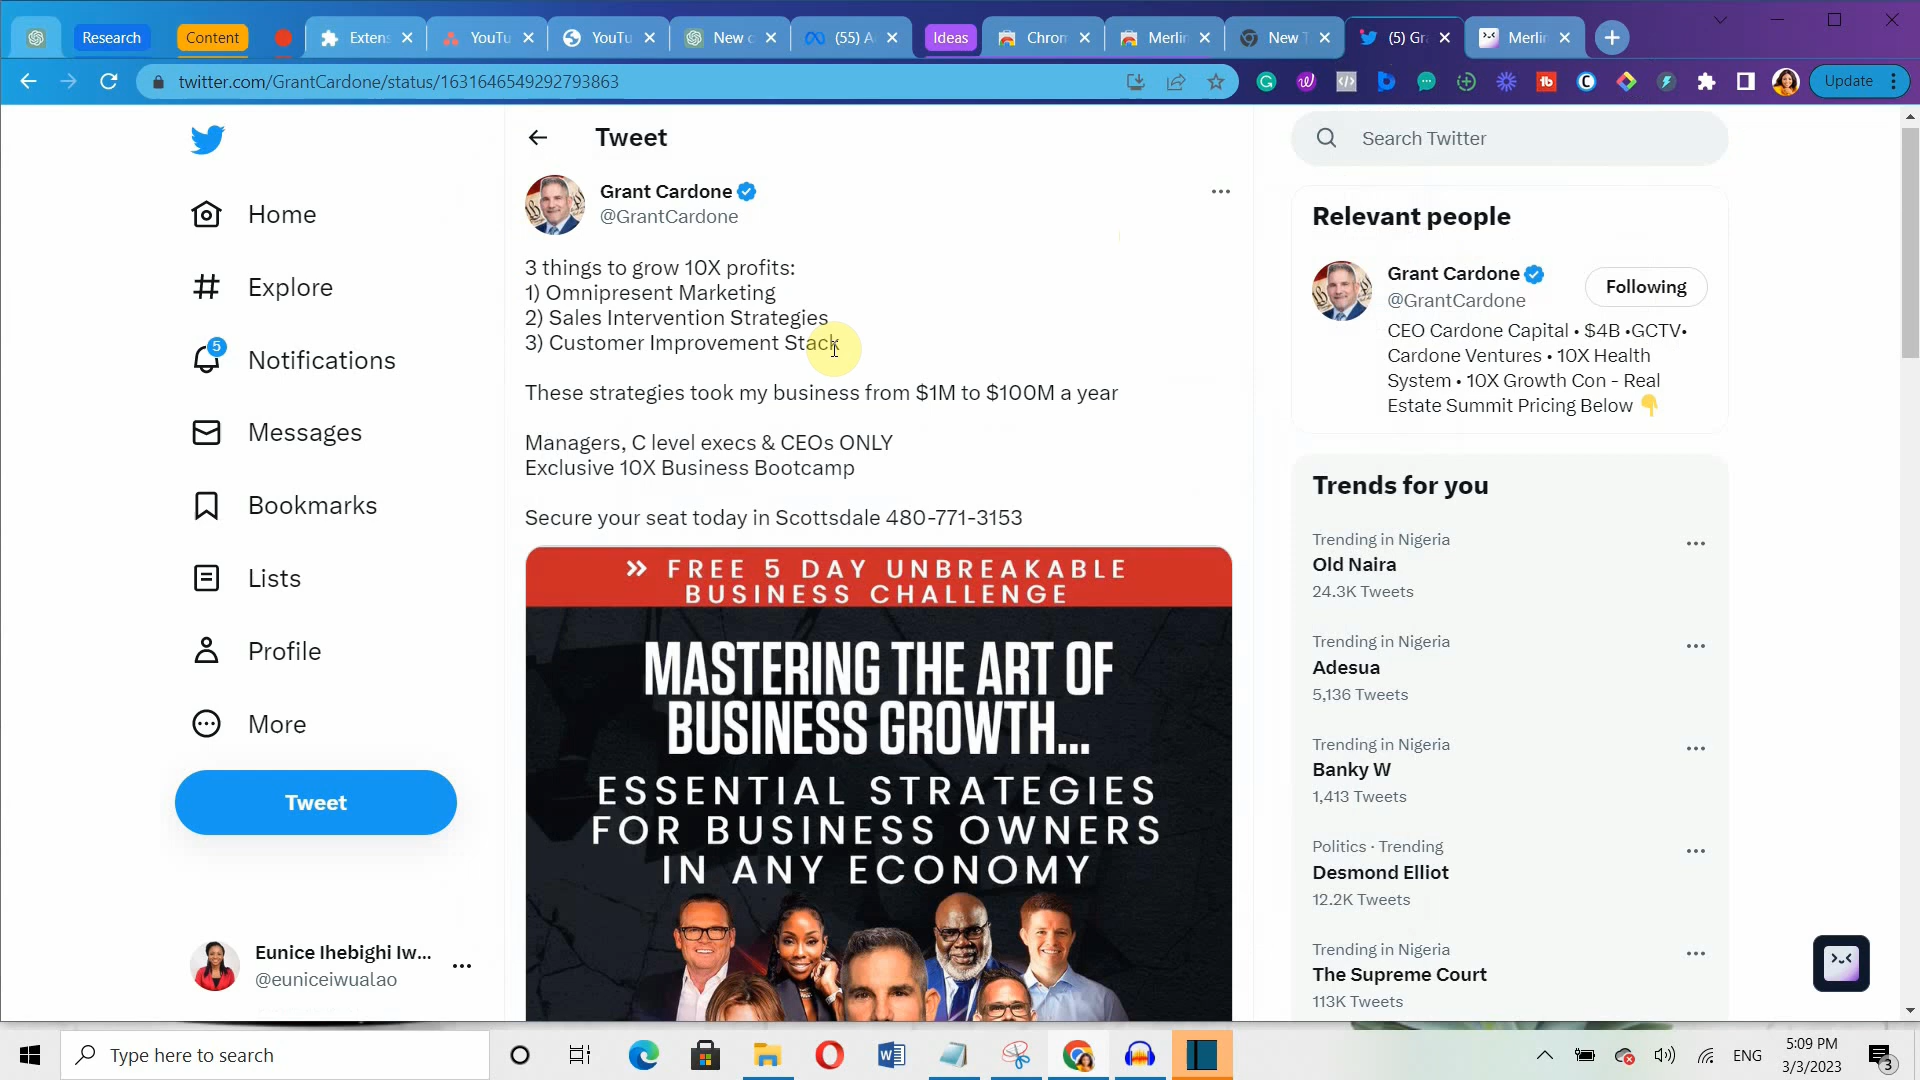 Research
Content
Extens
YouTu
YouTu
New c
(55) A
Ideas
Chrom
Merlin
New T
(5) Gr
Merlin
twitter.com/GrantCardone/status/1631646549292793863
Update
Home
Explore
5
Notifications
Messages
Bookmarks
Lists
Profile
More
Tweet
Eunice Ihebighi Iw...
@euniceiwualao
Tweet
Grant Cardone
@GrantCardone
3 things to grow 10X profits:
1) Omnipresent Marketing
2) Sales Intervention Strategies
3) Customer Improvement Stack
These strategies took my business from $1M to $100M a year
Managers, C level execs & CEOs ONLY
Exclusive 10X Business Bootcamp
Secure your seat today in Scottsdale 480-771-3153
» FREE 5 DAY UNBREAKABLE
BUSINESS CHALLENGE
MASTERING THE ART OF
BUSINESS GROWTH...
ESSENTIAL STRATEGIES
FOR BUSINESS OWNERS
IN ANY ECONOMY
Search Twitter
Relevant people
Grant Cardone
@GrantCardone
Following
CEO Cardone Capital • $4B •GCTV•
Cardone Ventures • 10X Health
System • 10X Growth Con - Real
Estate Summit Pricing Below 👇
Trends for you
Trending in Nigeria
Old Naira
24.3K Tweets
Trending in Nigeria
Adesua
5,136 Tweets
Trending in Nigeria
Banky W
1,413 Tweets
Politics · Trending
Desmond Elliot
12.2K Tweets
Trending in Nigeria
The Supreme Court
113K Tweets
Type here to search
ENG
5:09 PM
3/3/2023
3